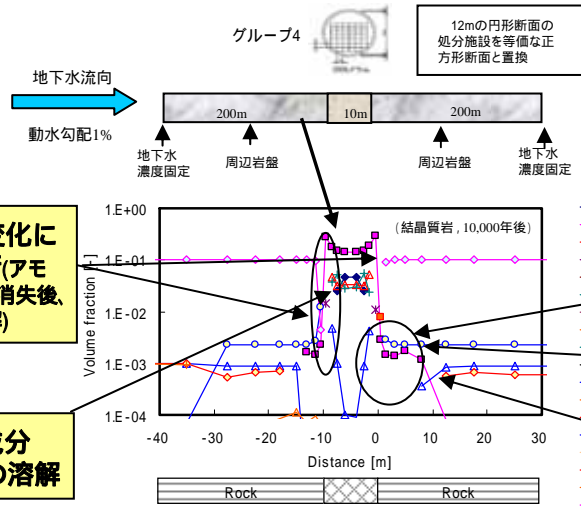 グループ4
12mの円形断面の
処分施設を等価な正
方形断面と置換
地下水流向
動水勾配1%
200m
10m
200m
地下水
濃度固定
周辺岩盤
周辺岩盤
地下水
濃度固定
変化に
(アモ
消失後、
(結晶質岩, 10,000年後)
Volume fraction [-]
1.E+00
1.E-01
1.E-02
1.E-03
1.E-04
成分
の溶解
-40
-30
-20
-10
0
10
20
30
Distance [m]
Rock
Rock